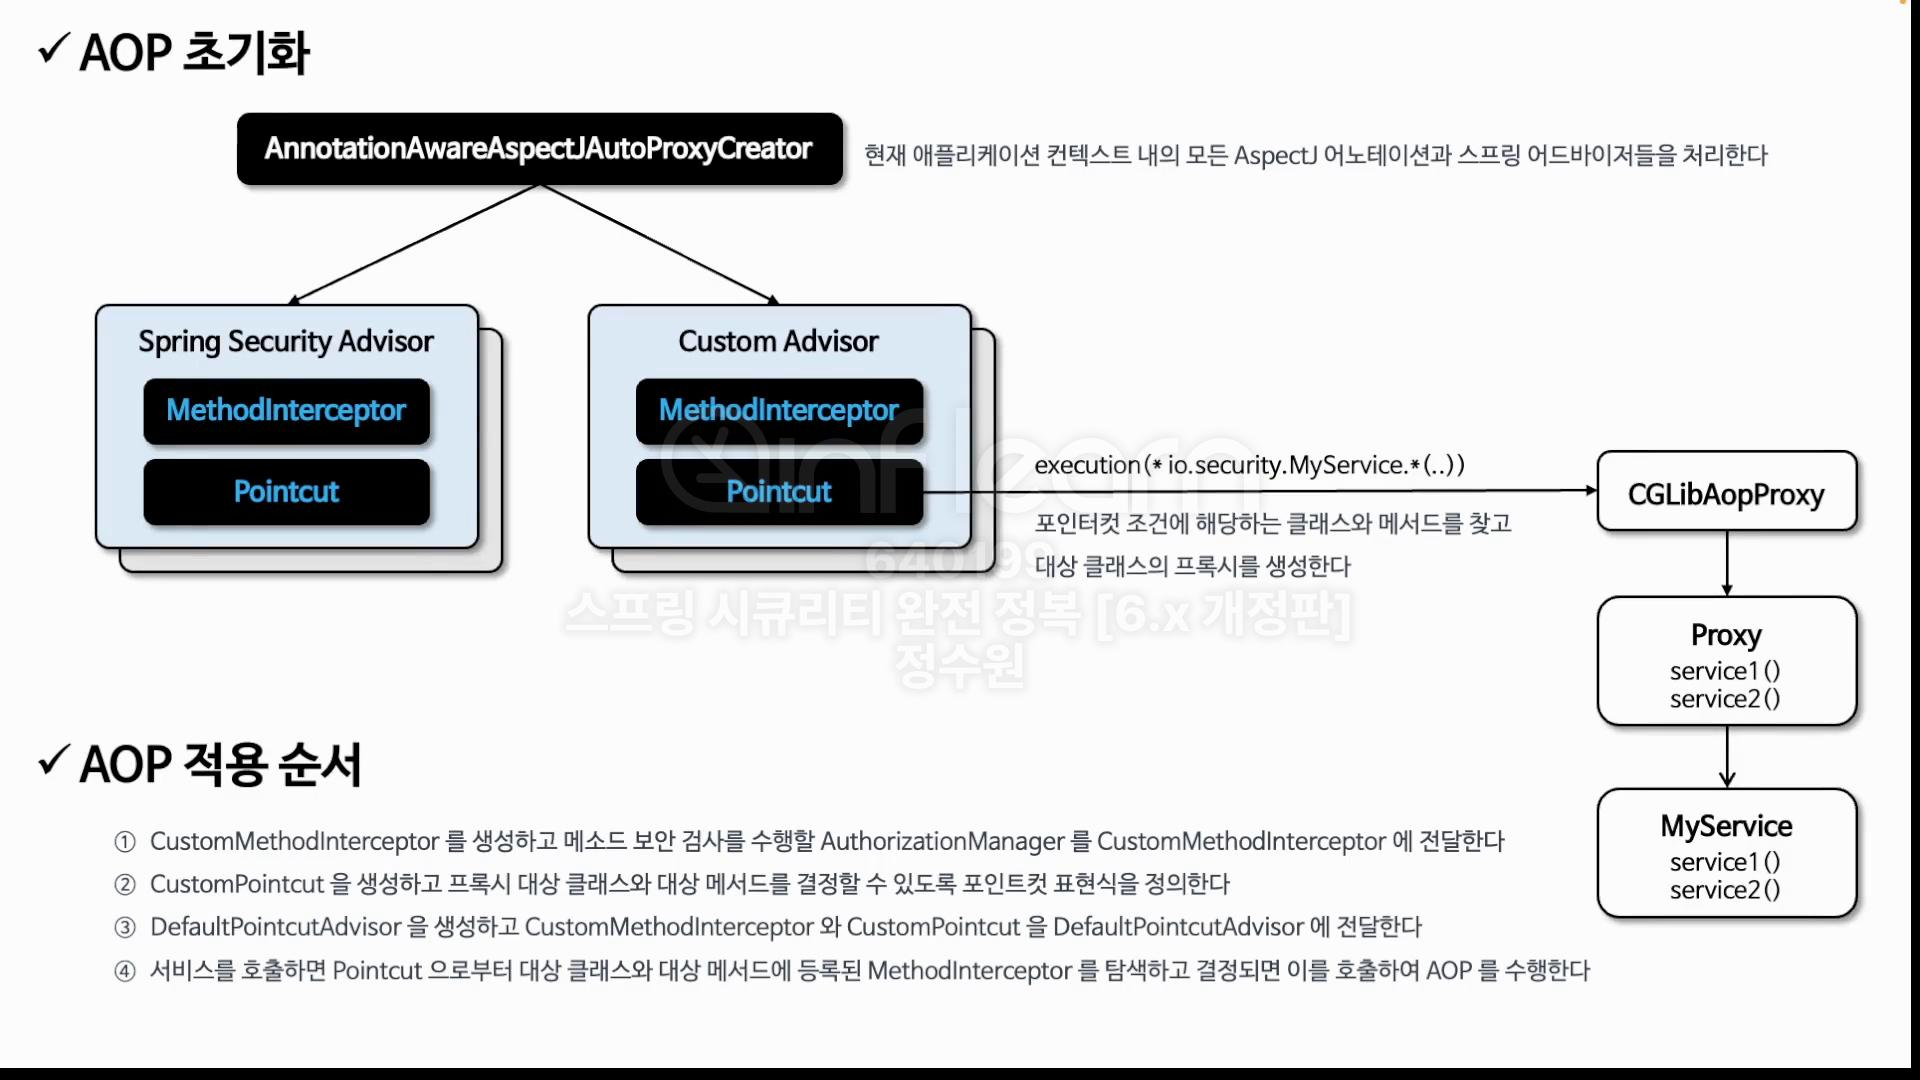 ✓ AOP 초기화
AnnotationAwareAspectJAutoProxyCreator
현재 애플리케이션 컨텍스트 내의 모든 AspectJ 어노테이션과 스프링 어드바이저들을 처리한다
Spring Security Advisor
MethodInterceptor
Pointcut
Custom Advisor
MethodInterceptor
Pointcut
execution(* io.security.MyService.*(..))
포인터컷 조건에 해당하는 클래스와 메서드를 찾고
대상 클래스의 프록시를 생성한다
CGLibAopProxy
Proxy
service1()
service2()
MyService
service1()
service2()
inflearn
640199
스프링 시큐리티 완전 정복 [6.x 개정판]
정수원
✓ AOP 적용 순서
① CustomMethodInterceptor 를 생성하고 메소드 보안 검사를 수행할 AuthorizationManager 를 CustomMethodInterceptor 에 전달한다
② CustomPointcut 을 생성하고 프록시 대상 클래스와 대상 메서드를 결정할 수 있도록 포인트컷 표현식을 정의한다
③ DefaultPointcutAdvisor 을 생성하고 CustomMethodInterceptor 와 CustomPointcut 을 DefaultPointcutAdvisor 에 전달한다
④ 서비스를 호출하면 Pointcut 으로부터 대상 클래스와 대상 메서드에 등록된 MethodInterceptor 를 탐색하고 결정되면 이를 호출하여 AOP 를 수행한다